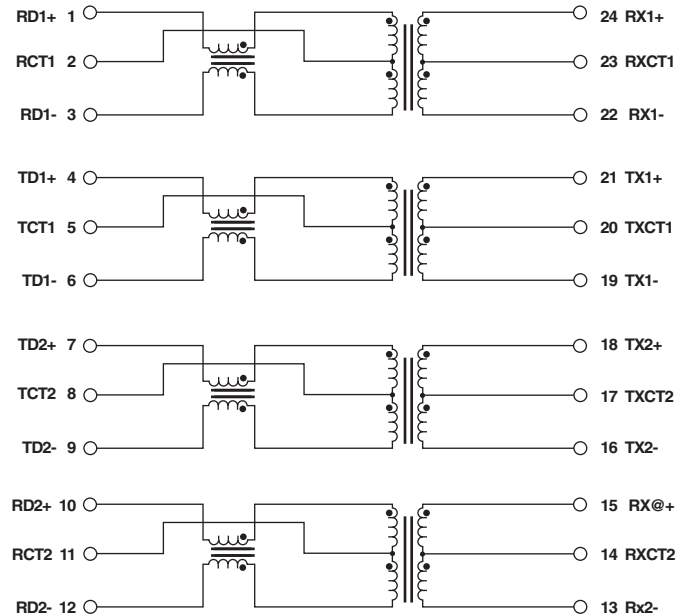 RD1+ 1
24 RX1+
RCT1 2
23 RXCT1
RD1- 3
22 RX1-
TD1+ 4
21 TX1+
TCT1 5
20 TXCT1
TD1- 6
19 TX1-
TD2+ 7
18 TX2+
TCT2 8
17 TXCT2
TD2- 9
16 TX2-
RD2+ 10
15 RX@+
RCT2 11
14 RXCT2
RD2- 12
13 Rx2-